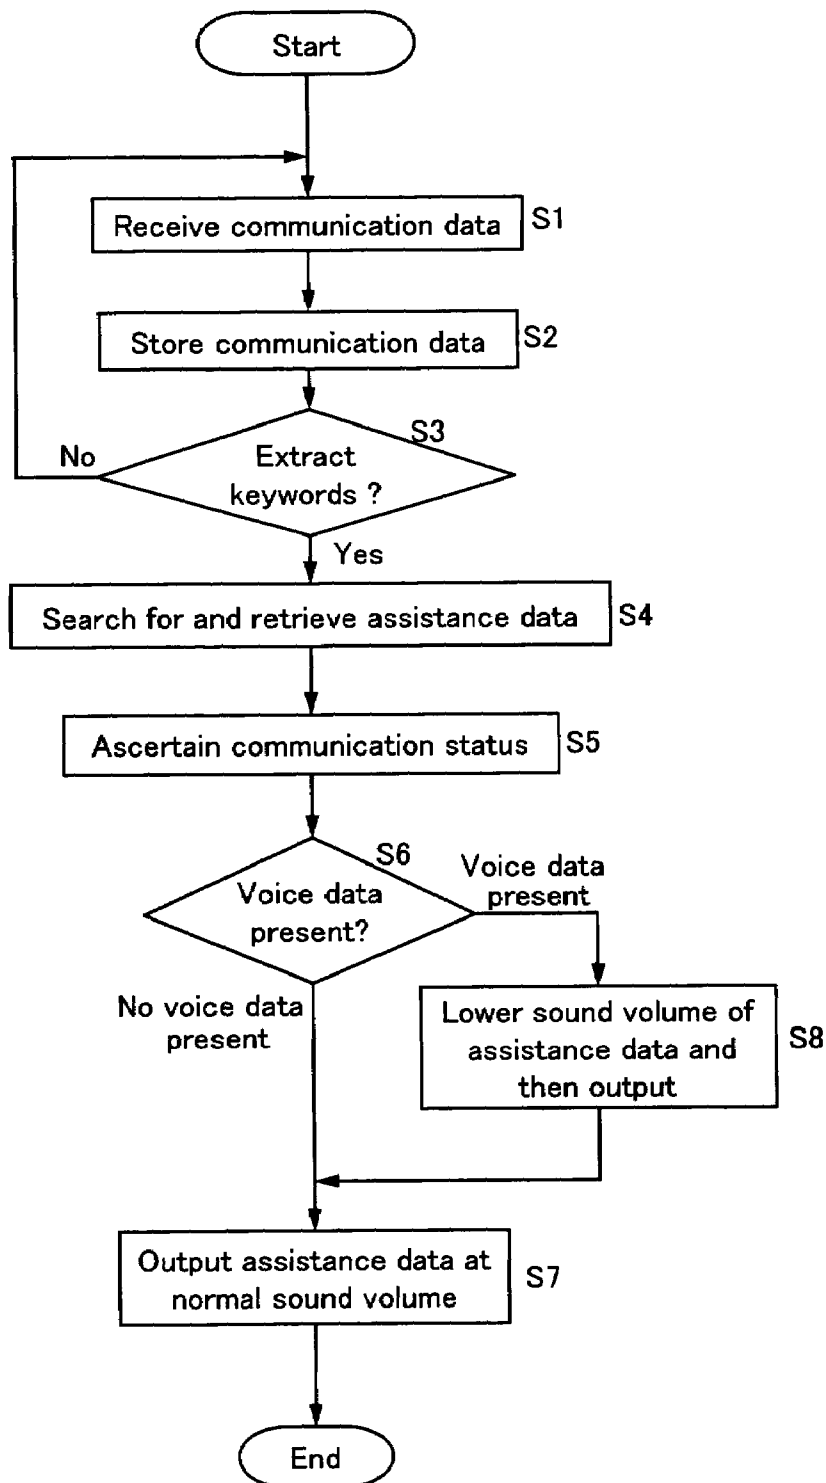 Start
Receive communication data
S1
Store communication data
S2
S3
Extract
keywords ?
No
Yes
Search for and retrieve assistance data
S4
Ascertain communication status
S5
S6
Voice data
present?
Voice data
present
No voice data
present
Lower sound volume of
assistance data and
then output
S8
Output assistance data at
normal sound volume
S7
End